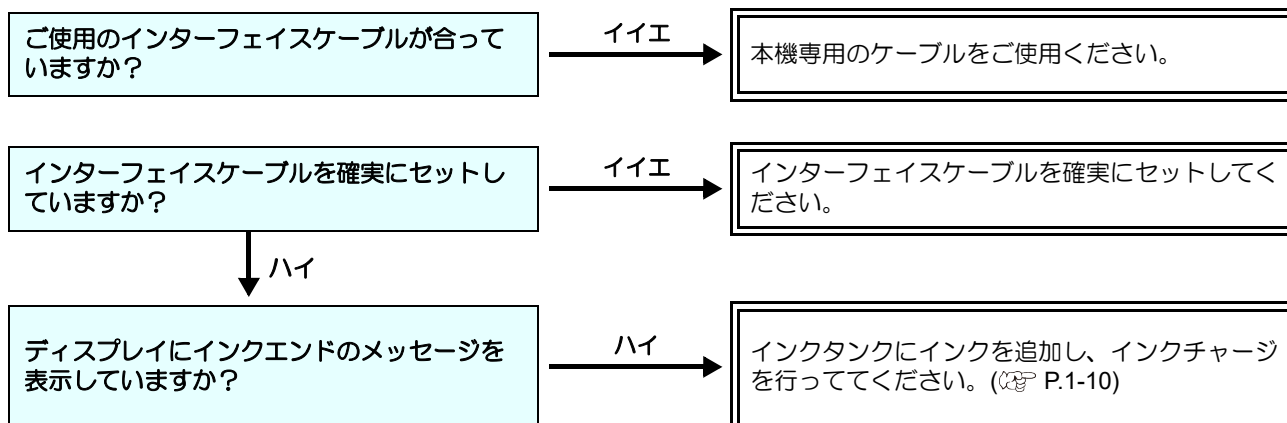 ご使用のインターフェイスケーブルが合って
いますか？
イイエ
本機専用のケーブルをご使用ください。
インターフェイスケーブルを確実にセットし
ていますか？
イイエ
インターフェイスケーブルを確実にセットしてく
ださい。
ハイ
ディスプレイにインクエンドのメッセージを
表示していますか？
ハイ
インクタンクにインクを追加し、インクチャージ
を行っててください。(☞ P.1-10)